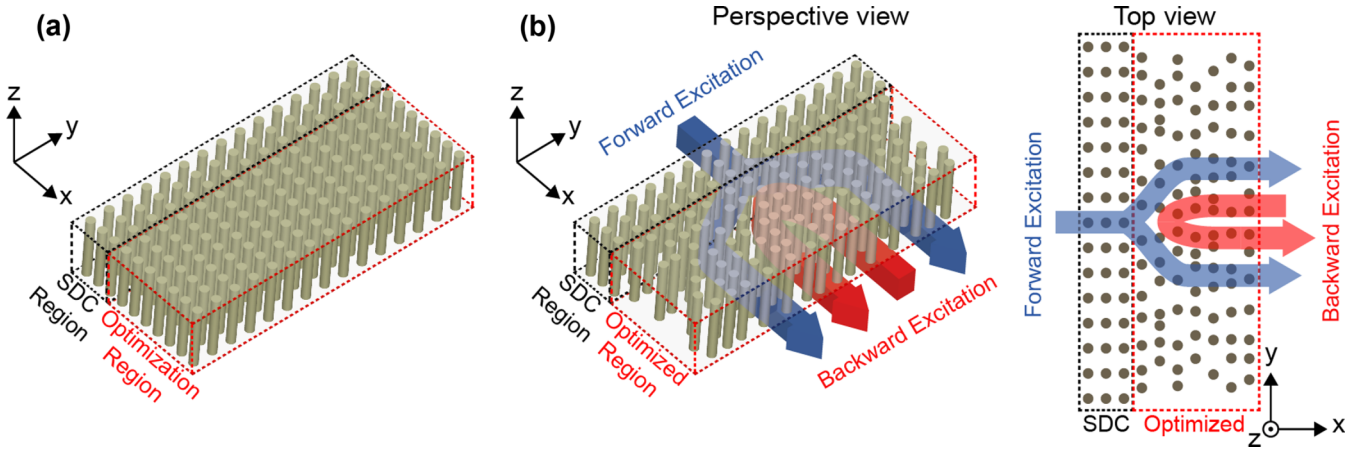 (a)
z
y
x
SDC
Region
Optimization
Region
(b)
Perspective view
z
y
x
Forward Excitation
SDC
Region
Optimized
Region
Backward Excitation
Top view
Forward Excitation
Backward Excitation
SDC
Optimized
y
z
x